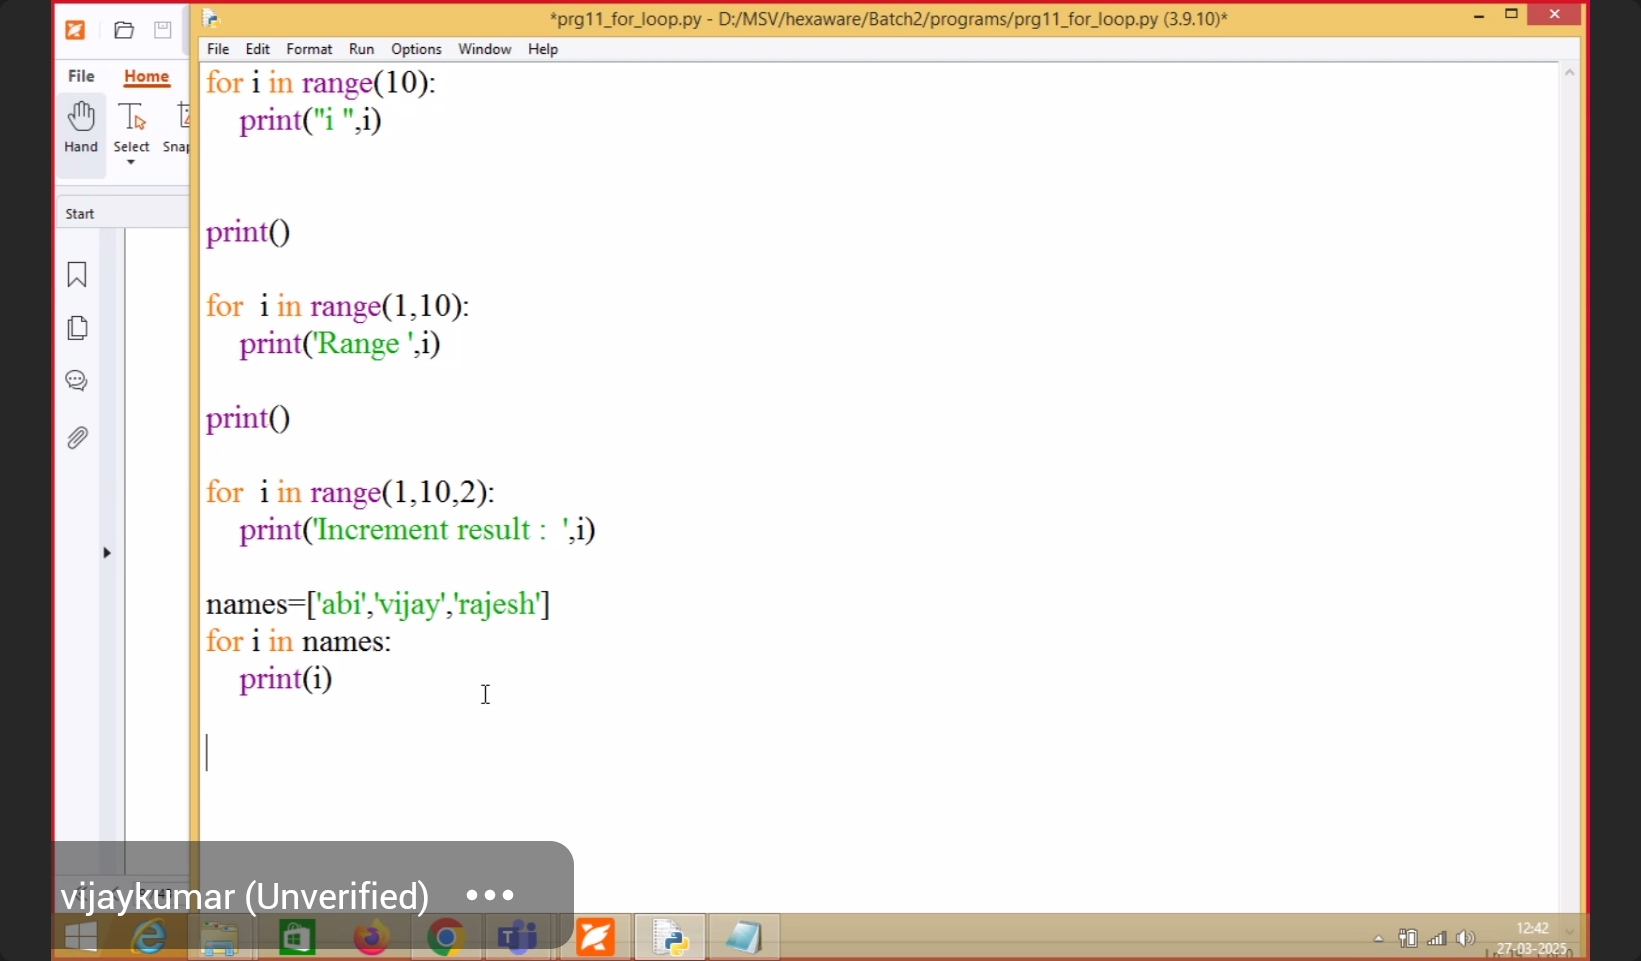 *prg11_for_loop.py - D:/MSV/hexaware/Batch2/programs/prg11_for_loop.py (3.9.10)*
File Edit Format Run Options Window Help
File Home
Hand Select Snap
Start
for i in range(10):
    print("i ",i)
print()
for  i in range(1,10):
    print('Range ',i)
print()
for  i in range(1,10,2):
    print('Increment result :  ',i)
names=['abi','vijay','rajesh']
for i in names:
    print(i)
vijaykumar (Unverified) •••
12:42
27-03-2025